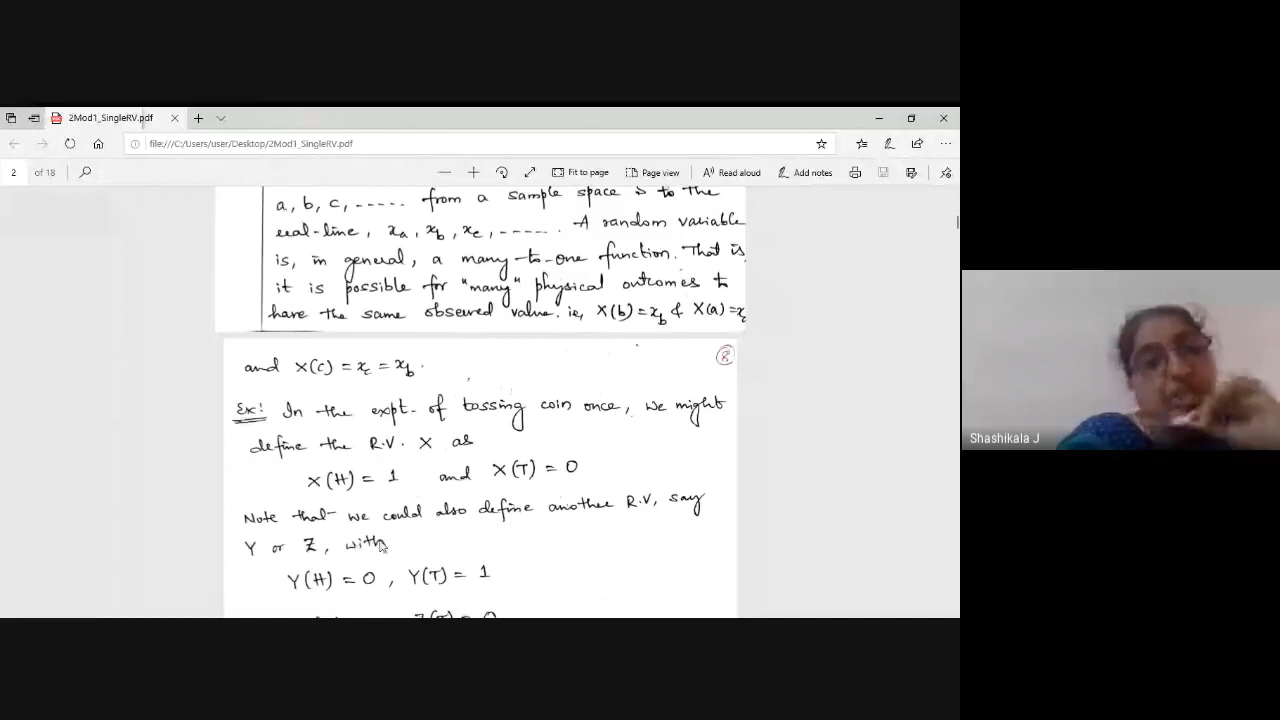 2Mod1_SingleRV.pdf
file:///C:/Users/user/Desktop/2Mod1_SingleRV.pdf
2 of 18
Fit to page
Page view
Read aloud
Add notes
a, b, c, ..... from a sample space S to the
real-line, xa, xb, xc, ...... A random variable
is, in general, a many-to-one function. That is,
it is possible for "many" physical outcomes to
have the same observed value. ie, X(b) = xb & X(a) =
and X(c) = xc = xb.
8
Ex: In the expt. of tossing coin once, we might
define the R.V. X as
X(H) = 1 and X(T) = 0
Note that we could also define another R.V, say
Y or Z, with
Y(H) = 0, Y(T) = 1
Z(T) = 0
Shashikala J